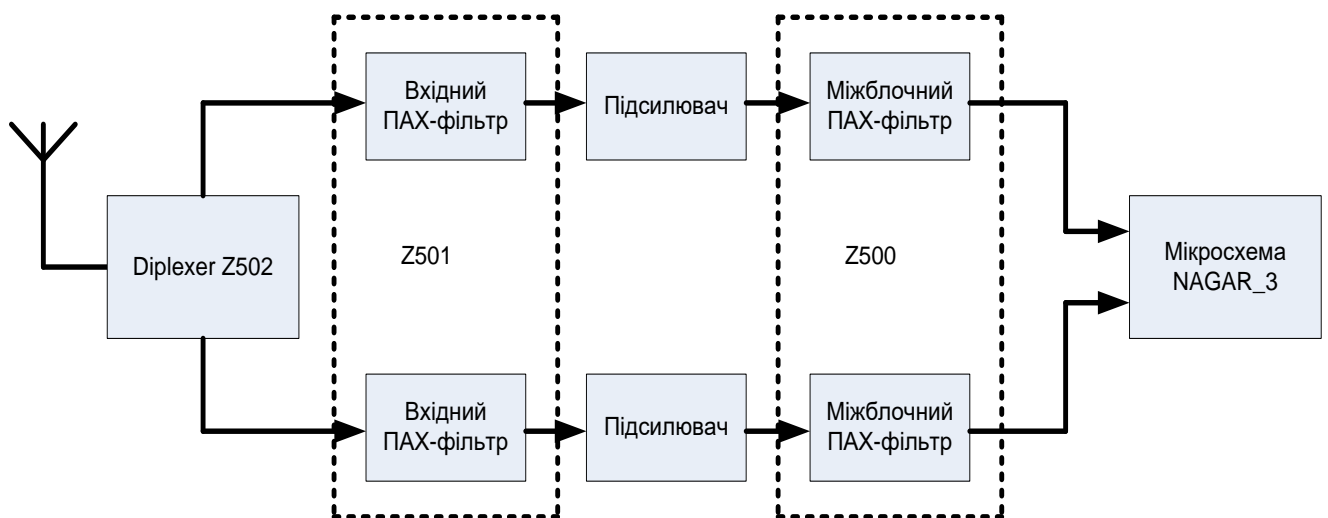 Вхідний
ПАХ-фільтр
Підсилювач
Міжблочний
ПАХ-фільтр
Diplexer Z502
Z501
Z500
Мікросхема
NAGAR_3
Вхідний
ПАХ-фільтр
Підсилювач
Міжблочний
ПАХ-фільтр